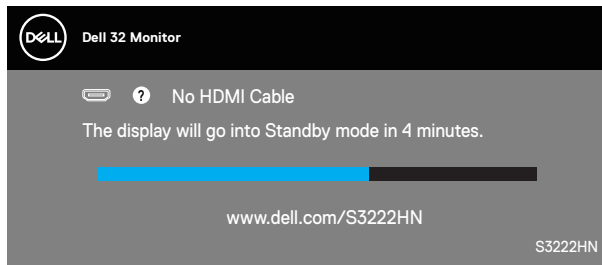 DELL
Dell 32 Monitor
? No HDMI Cable
The display will go into Standby mode in 4 minutes.
www.dell.com/S3222HN
S3222HN